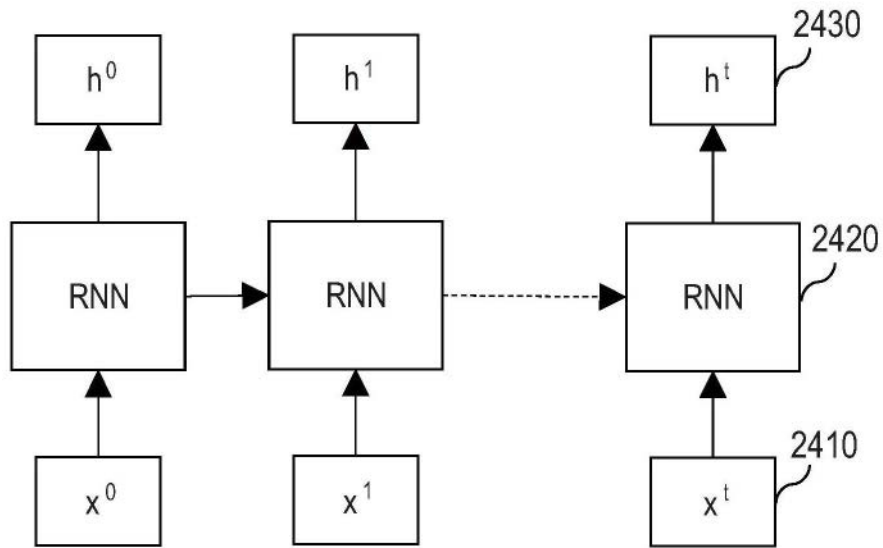 2430
h⁰ h¹ hᵗ
2420
RNN RNN RNN
2410
x⁰ x¹ xᵗ